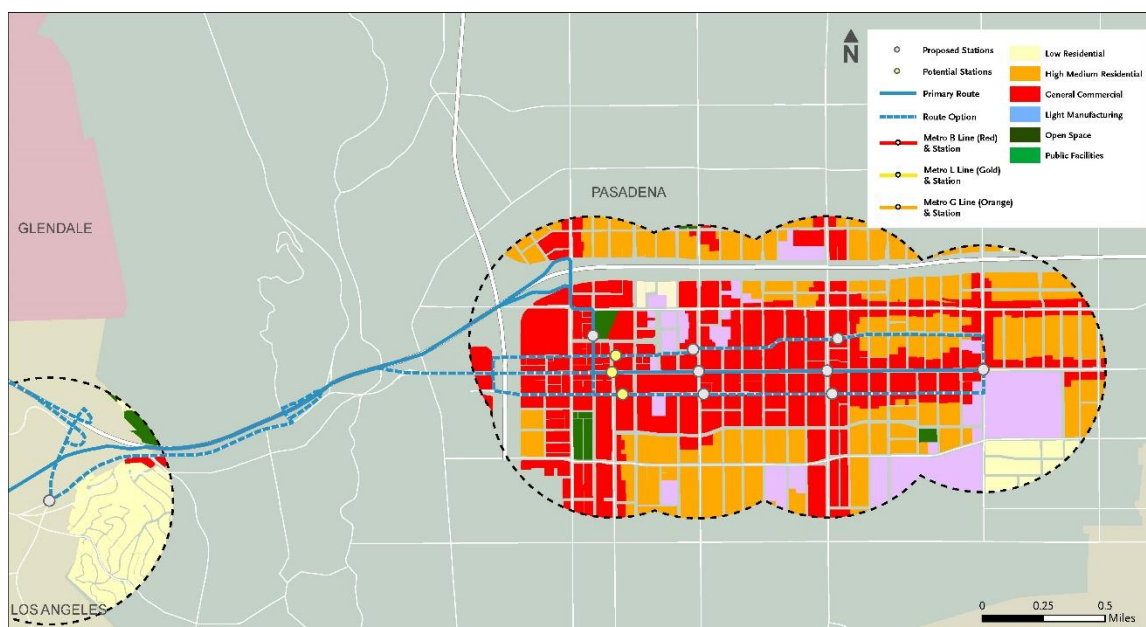 N
Proposed Stations
Potential Stations
Primary Route
Route Option
Metro B Line (Red)
& Station
Metro L Line (Gold)
& Station
Metro G Line (Orange)
& Station
Low Residential
High Medium Residential
General Commercial
Light Manufacturing
Open Space
Public Facilities
PASADENA
GLENDALE
LOS ANGELES
0 0.25 0.5
Miles